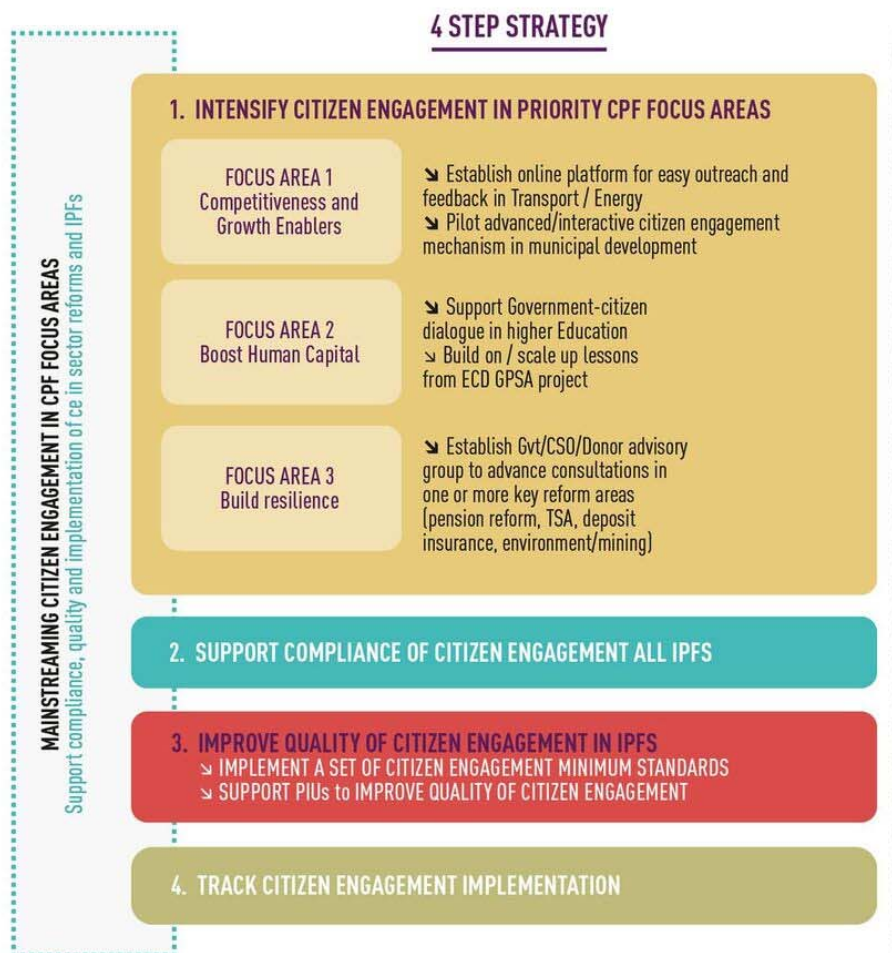 4 STEP STRATEGY
MAINSTREAMING CITIZEN ENGAGEMENT IN CPF FOCUS AREAS
Support compliance, quality and implementation of ce in sector reforms and IPFs
1. INTENSIFY CITIZEN ENGAGEMENT IN PRIORITY CPF FOCUS AREAS
FOCUS AREA 1
Competitiveness and
Growth Enablers
↘ Establish online platform for easy outreach and
feedback in Transport / Energy
↘ Pilot advanced/interactive citizen engagement
mechanism in municipal development
FOCUS AREA 2
Boost Human Capital
↘ Support Government-citizen
dialogue in higher Education
↘ Build on / scale up lessons
from ECD GPSA project
FOCUS AREA 3
Build resilience
↘ Establish Gvt/CSO/Donor advisory
group to advance consultations in
one or more key reform areas
(pension reform, TSA, deposit
insurance, environment/mining)
2. SUPPORT COMPLIANCE OF CITIZEN ENGAGEMENT ALL IPFS
3. IMPROVE QUALITY OF CITIZEN ENGAGEMENT IN IPFS
↘ IMPLEMENT A SET OF CITIZEN ENGAGEMENT MINIMUM STANDARDS
↘ SUPPORT PIUs to IMPROVE QUALITY OF CITIZEN ENGAGEMENT
4. TRACK CITIZEN ENGAGEMENT IMPLEMENTATION